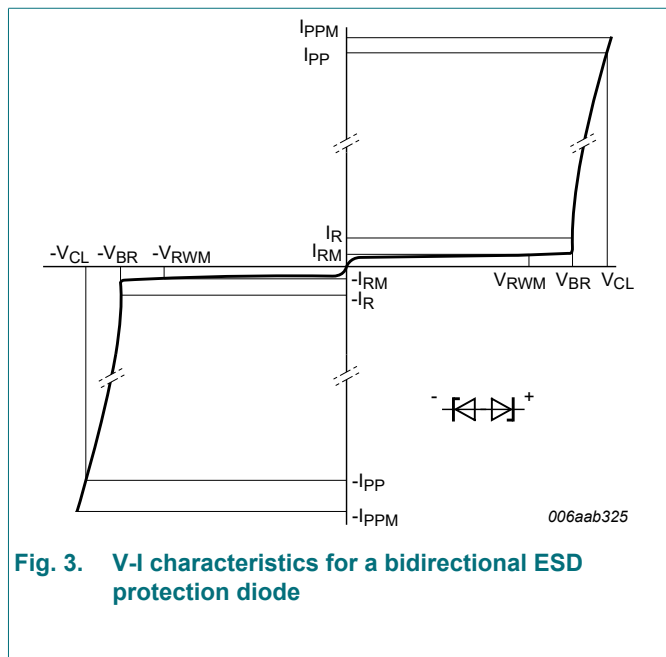 IPPM
IPP
IR
IRM
-VCL -VBR -VRWM
-IRM
VRWM VBR VCL
-IR
- +
-IPP
-IPPM
006aab325
Fig. 3. V-I characteristics for a bidirectional ESD
protection diode